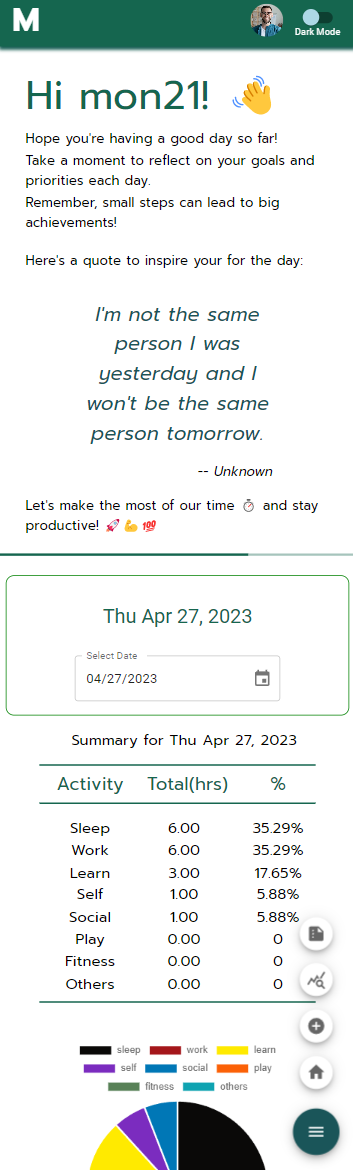 M
Dark Mode
Hi mon21! 👋
Hope you're having a good day so far!
Take a moment to reflect on your goals and
priorities each day.
Remember, small steps can lead to big
achievements!
Here's a quote to inspire your for the day:
I'm not the same
person I was
yesterday and I
won't be the same
person tomorrow.
-- Unknown
Let's make the most of our time ⏱️ and stay
productive! 🚀💪💯
Thu Apr 27, 2023
Select Date
04/27/2023
Summary for Thu Apr 27, 2023
Activity Total(hrs) %
Sleep 6.00 35.29%
Work 6.00 35.29%
Learn 3.00 17.65%
Self 1.00 5.88%
Social 1.00 5.88%
Play 0.00 0
Fitness 0.00 0
Others 0.00 0
sleep work learn
self social play
fitness others